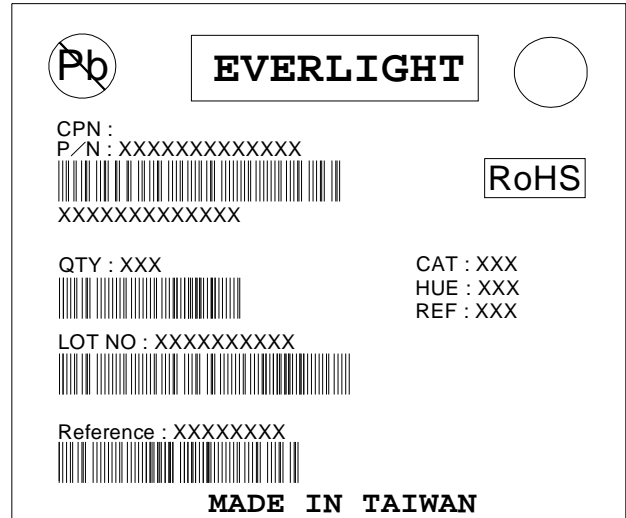 Pb
EVERLIGHT
CPN :
P/N : XXXXXXXXXXXXX
RoHS
XXXXXXXXXXXXX
QTY : XXX
CAT : XXX
HUE : XXX
REF : XXX
LOT NO : XXXXXXXXXX
Reference : XXXXXXXX
MADE IN TAIWAN